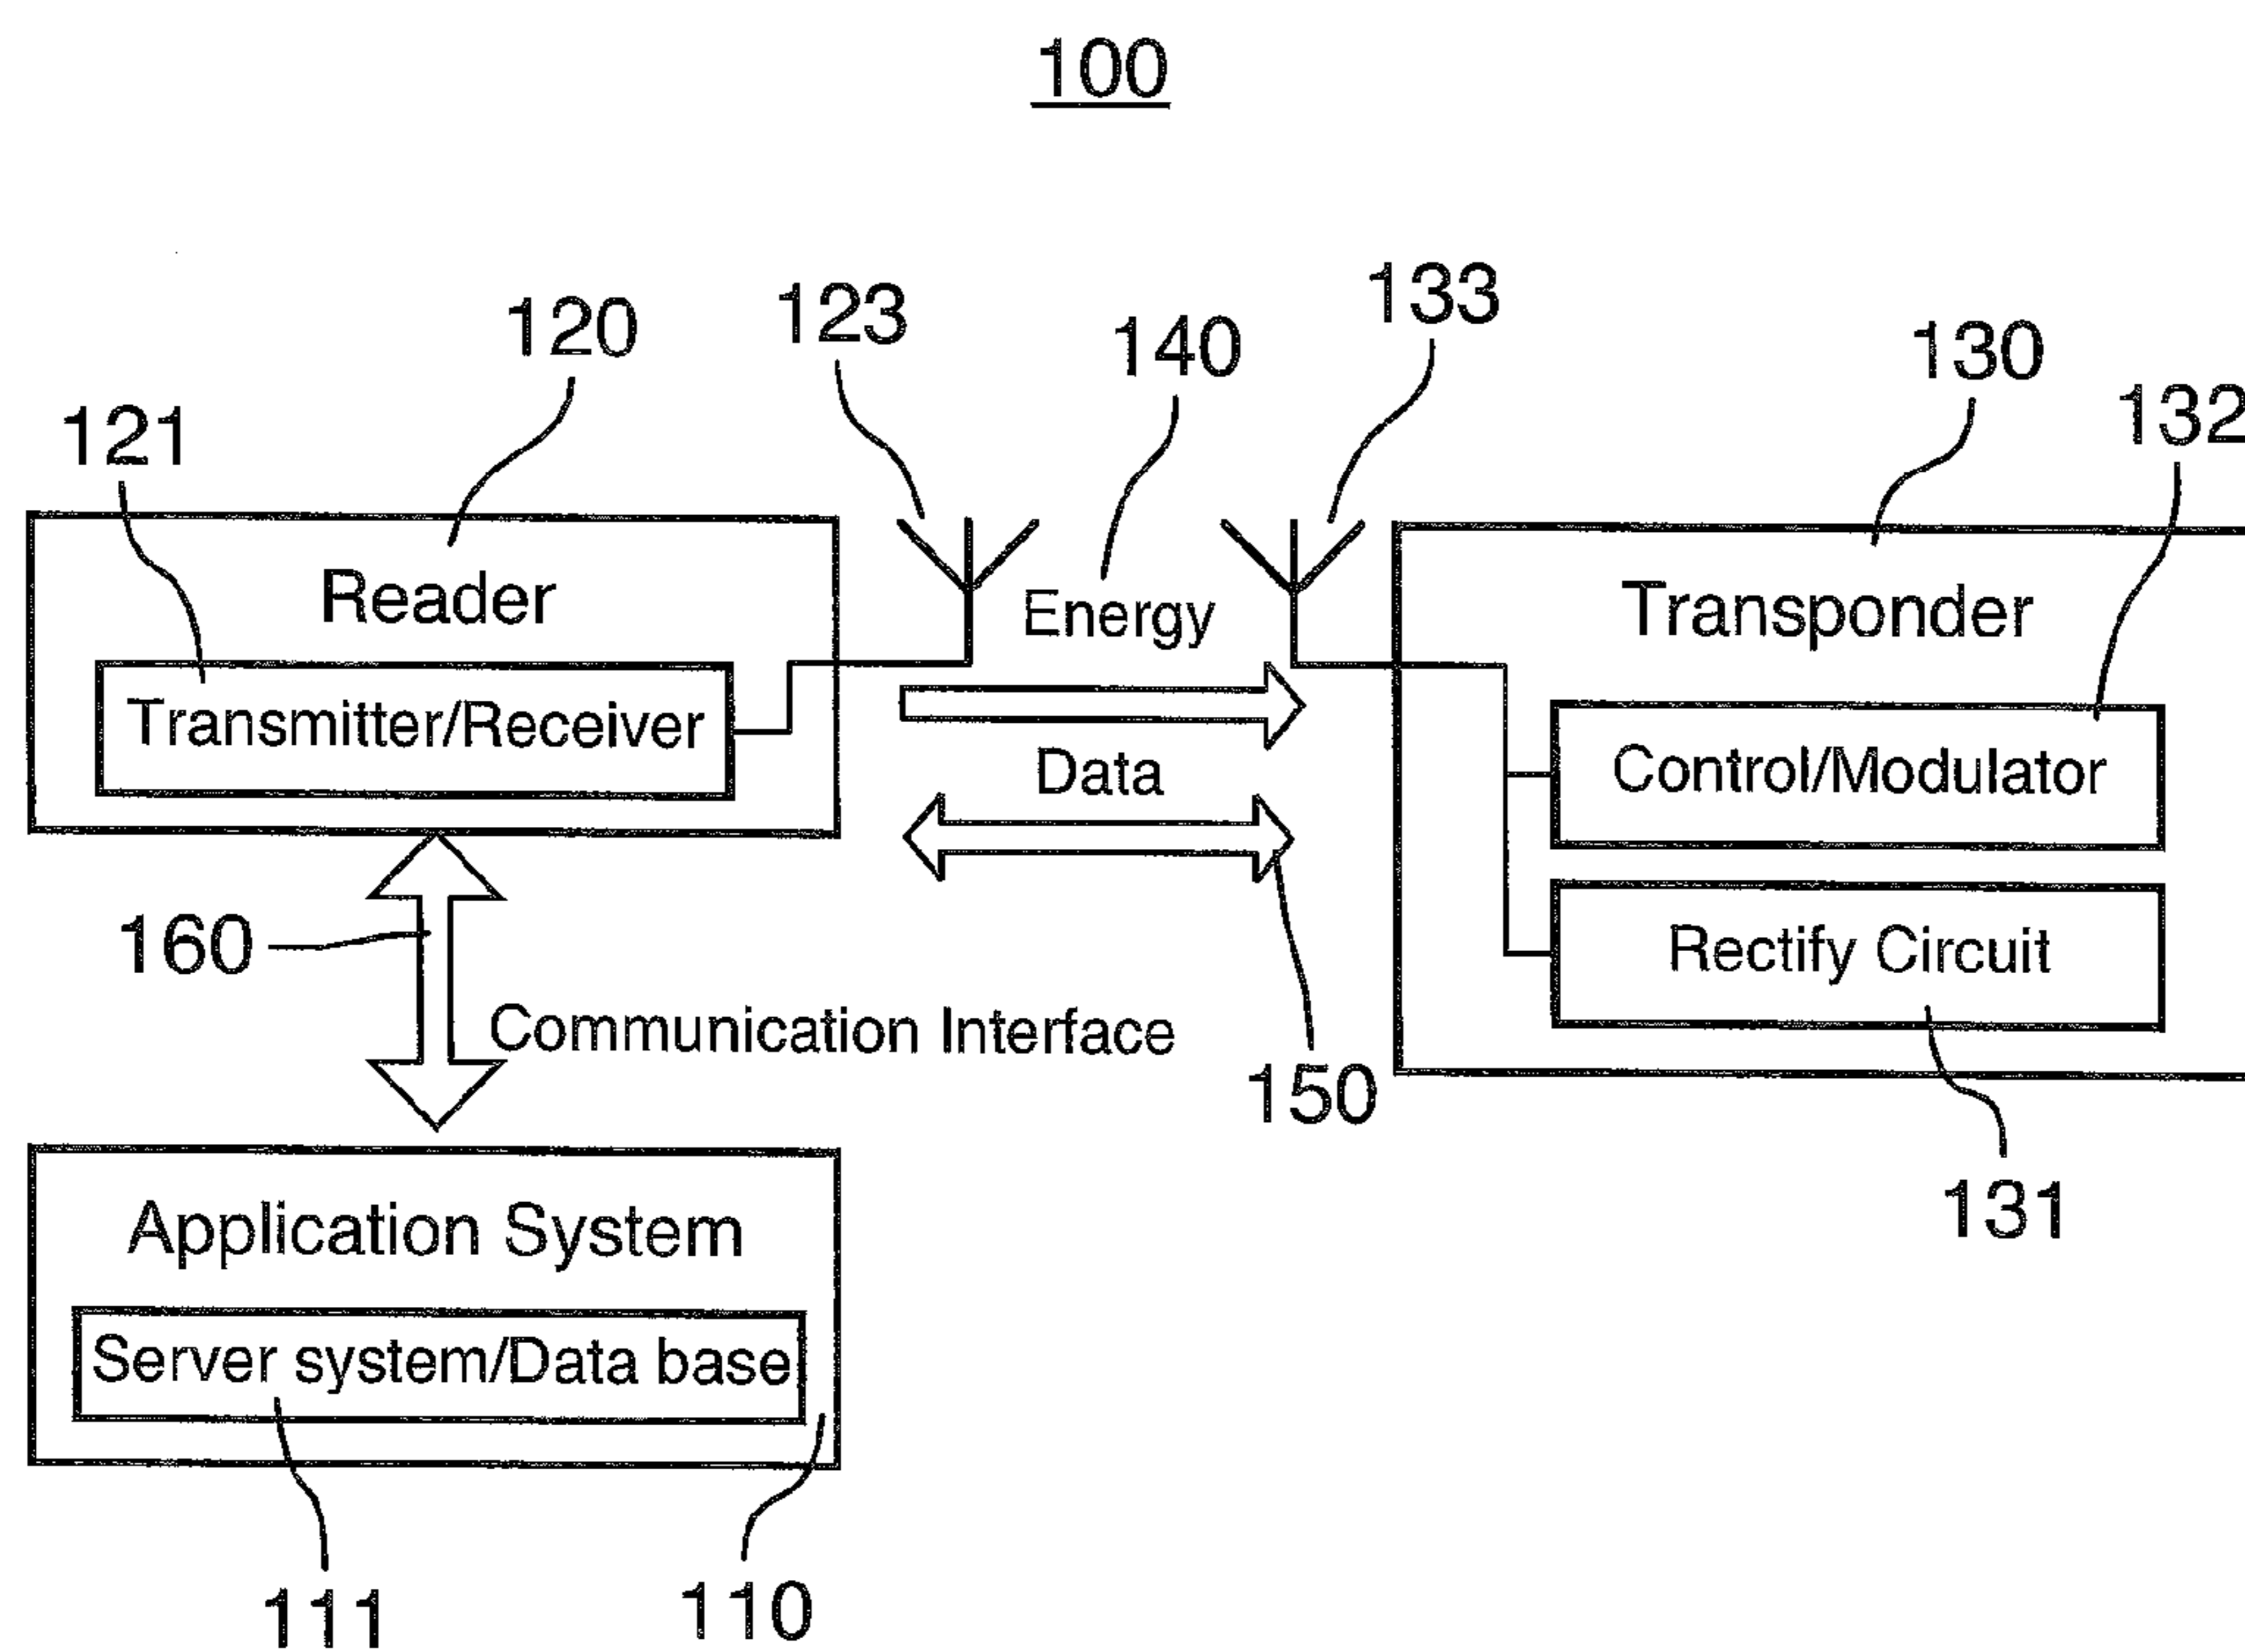 100
120
123
140
133
130
132
121
Reader
Transmitter/Receiver
Energy
Data
Transponder
Control/Modulator
Rectify Circuit
160
Communication Interface
150
131
Application System
Server system/Data base
111
110